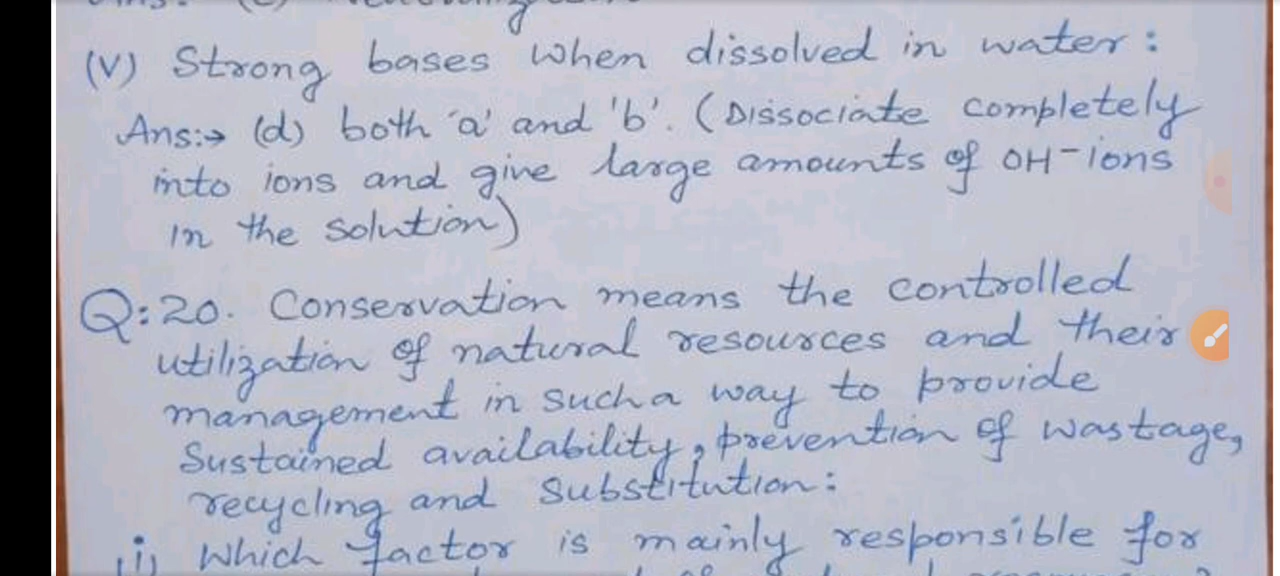 (V) Strong bases when dissolved in water :
Ans:→ (d) both 'a' and 'b'. (Dissociate completely
into ions and give large amounts of OH⁻ions
in the solution)
Q:20. Conservation means the controlled
utilization of natural resources and their
management in such a way to provide
Sustained availability, prevention of wastage,
recycling and substitution:
(i) Which factor is mainly responsible for